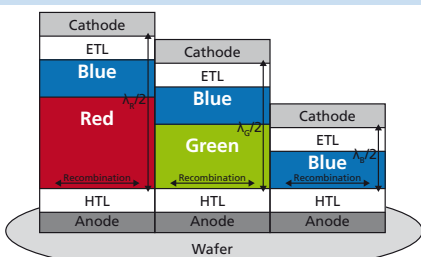 Cathode
ETL
Blue
λR/2
Red
Recombination
HTL
Anode
Cathode
ETL
Blue
λG/2
Green
Recombination
HTL
Anode
Cathode
ETL
Blue
λB/2
Recombination
HTL
Anode
Wafer